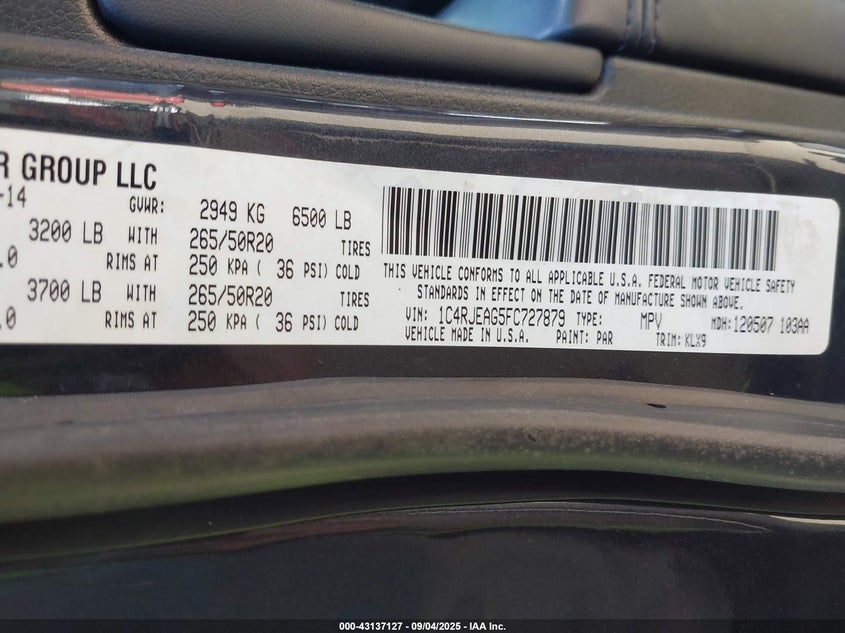 R GROUP LLC
-14 GVWR: 2949 KG 6500 LB
3200 LB WITH 265/50R20 TIRES
.0 RIMS AT 250 KPA ( 36 PSI) COLD
3700 LB WITH 265/50R20 TIRES
.0 RIMS AT 250 KPA ( 36 PSI) COLD
THIS VEHICLE CONFORMS TO ALL APPLICABLE U.S.A. FEDERAL MOTOR VEHICLE SAFETY
STANDARDS IN EFFECT ON THE DATE OF MANUFACTURE SHOWN ABOVE.
VIN: 1C4RJEAG5FC727879 TYPE: MPV MDH: 120507 103AA
VEHICLE MADE IN U.S.A. PAINT: PAR TRIM: KLX9
000-43137127 - 09/04/2025 - IAA Inc.